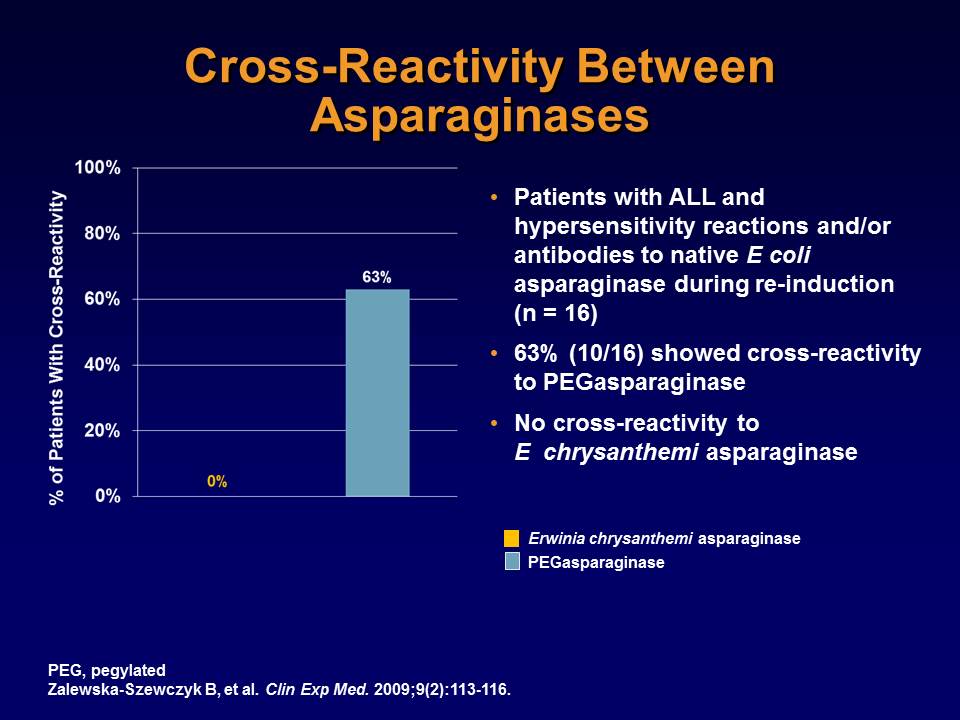 Cross-Reactivity Between
Asparaginases
% of Patients With Cross-Reactivity
100%
80%
60%
40%
20%
0%
0%
63%
• Patients with ALL and
hypersensitivity reactions and/or
antibodies to native E coli
asparaginase during re-induction
(n = 16)
• 63% (10/16) showed cross-reactivity
to PEGasparaginase
• No cross-reactivity to
E chrysanthemi asparaginase
Erwinia chrysanthemi asparaginase
PEGasparaginase
PEG, pegylated
Zalewska-Szewczyk B, et al. Clin Exp Med. 2009;9(2):113-116.